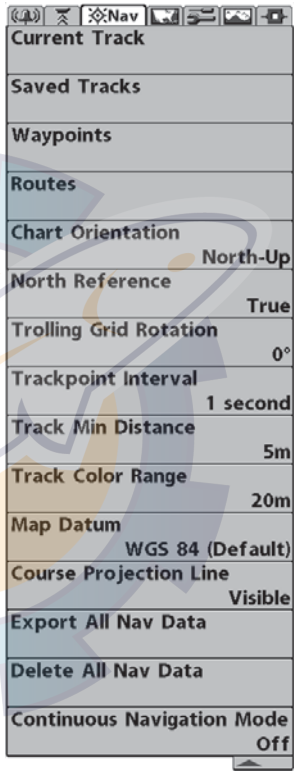 Nav
Current Track
Saved Tracks
Waypoints
Routes
Chart Orientation
North-Up
North Reference
True
Trolling Grid Rotation
0°
Trackpoint Interval
1 second
Track Min Distance
5m
Track Color Range
20m
Map Datum
WGS 84 (Default)
Course Projection Line
Visible
Export All Nav Data
Delete All Nav Data
Continuous Navigation Mode
Off